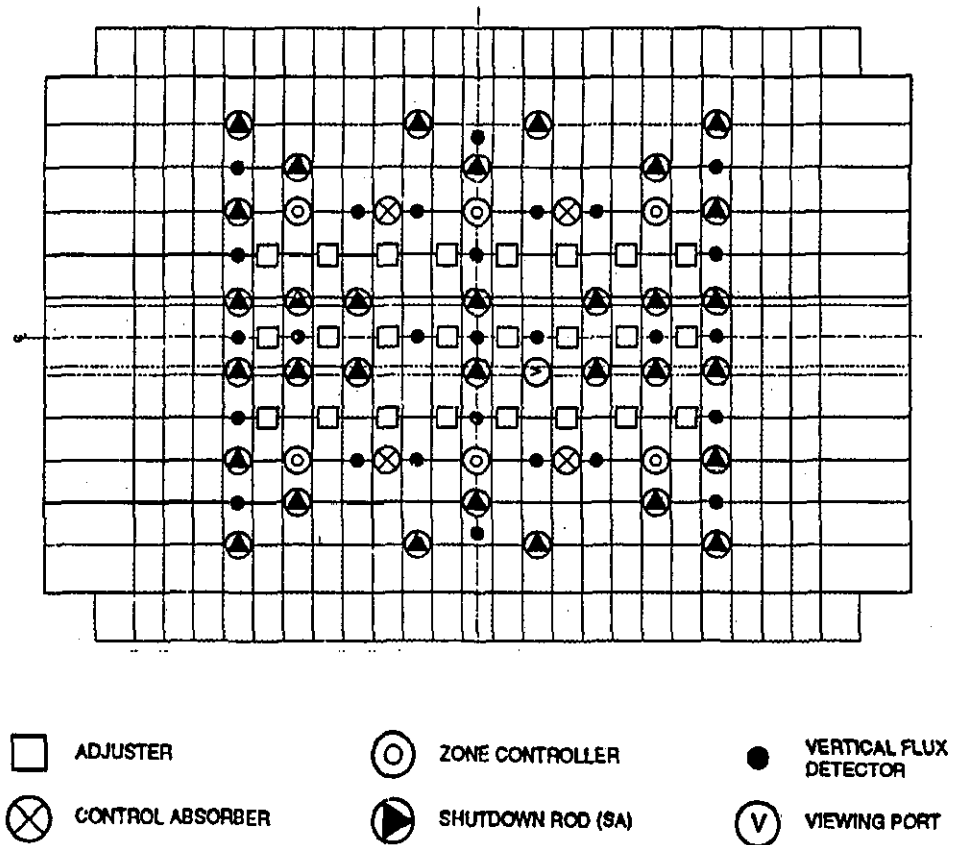 ADJUSTER
ZONE CONTROLLER
VERTICAL FLUX
DETECTOR
CONTROL ABSORBER
SHUTDOWN ROD (SA)
V
VIEWING PORT